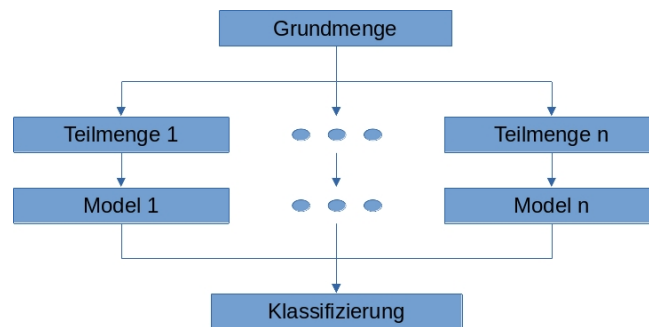 Grundmenge
Teilmenge 1
Teilmenge n
Model 1
Model n
Klassifizierung